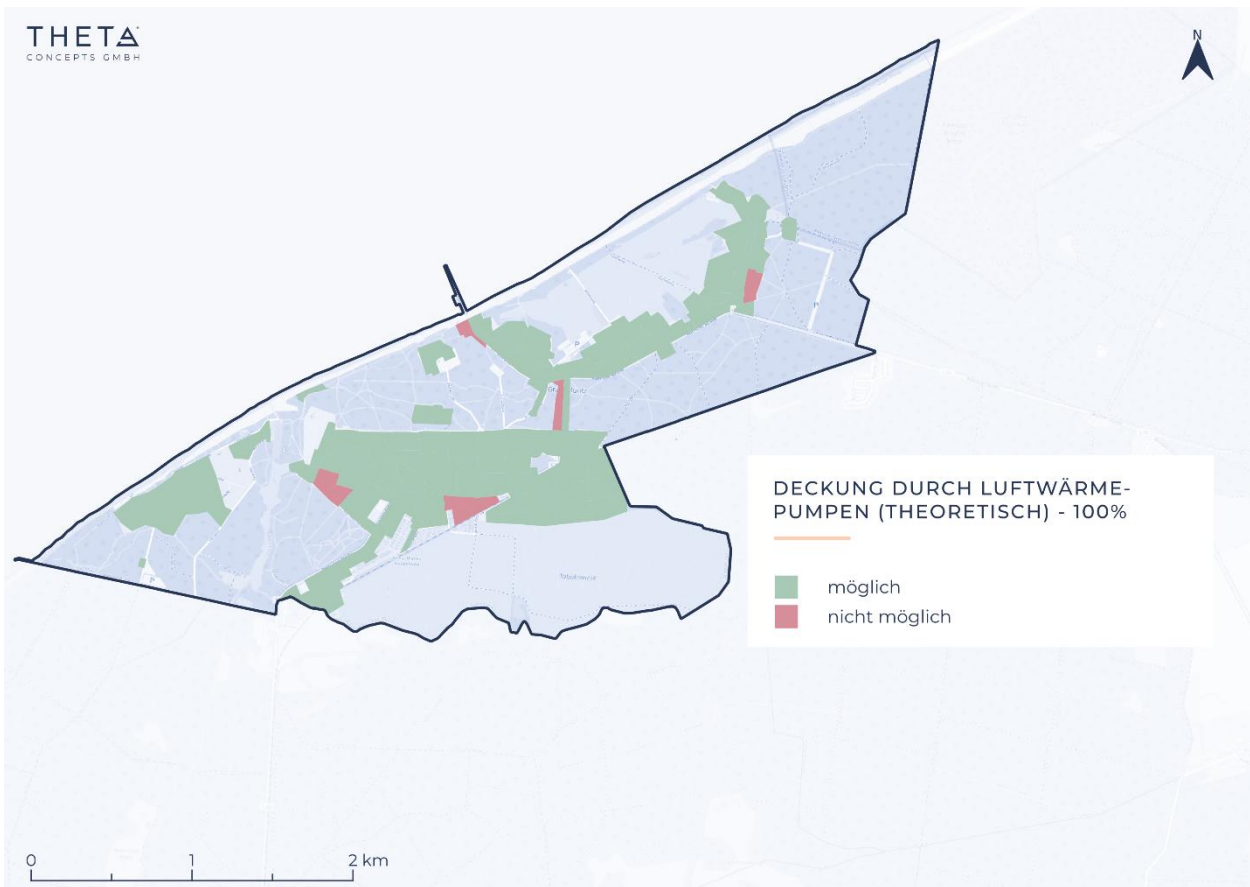 THETA
CONCEPTS GMBH
N
P
P
P
DECKUNG DURCH LUFTWÄRME-
PUMPEN (THEORETISCH) - 100%
möglich
nicht möglich
0 1 2 km